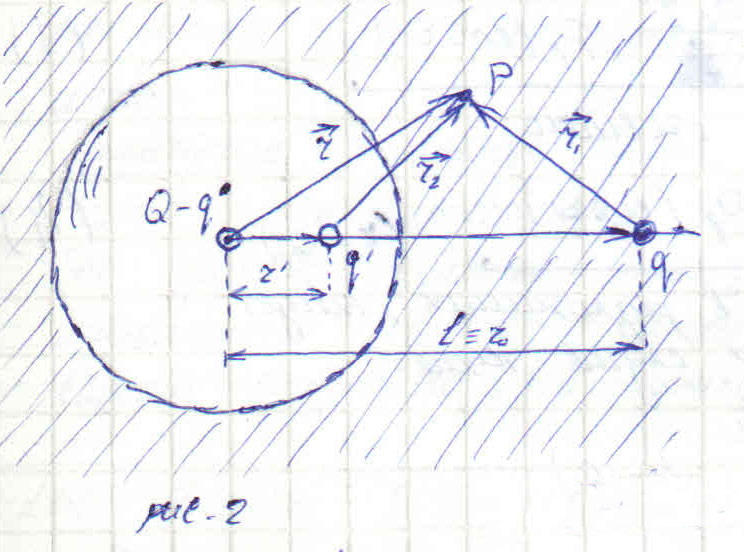 P
r⃗
r⃗₁
r⃗₂
Q-q'
q'
q
r'
l≡r₀
рис-2